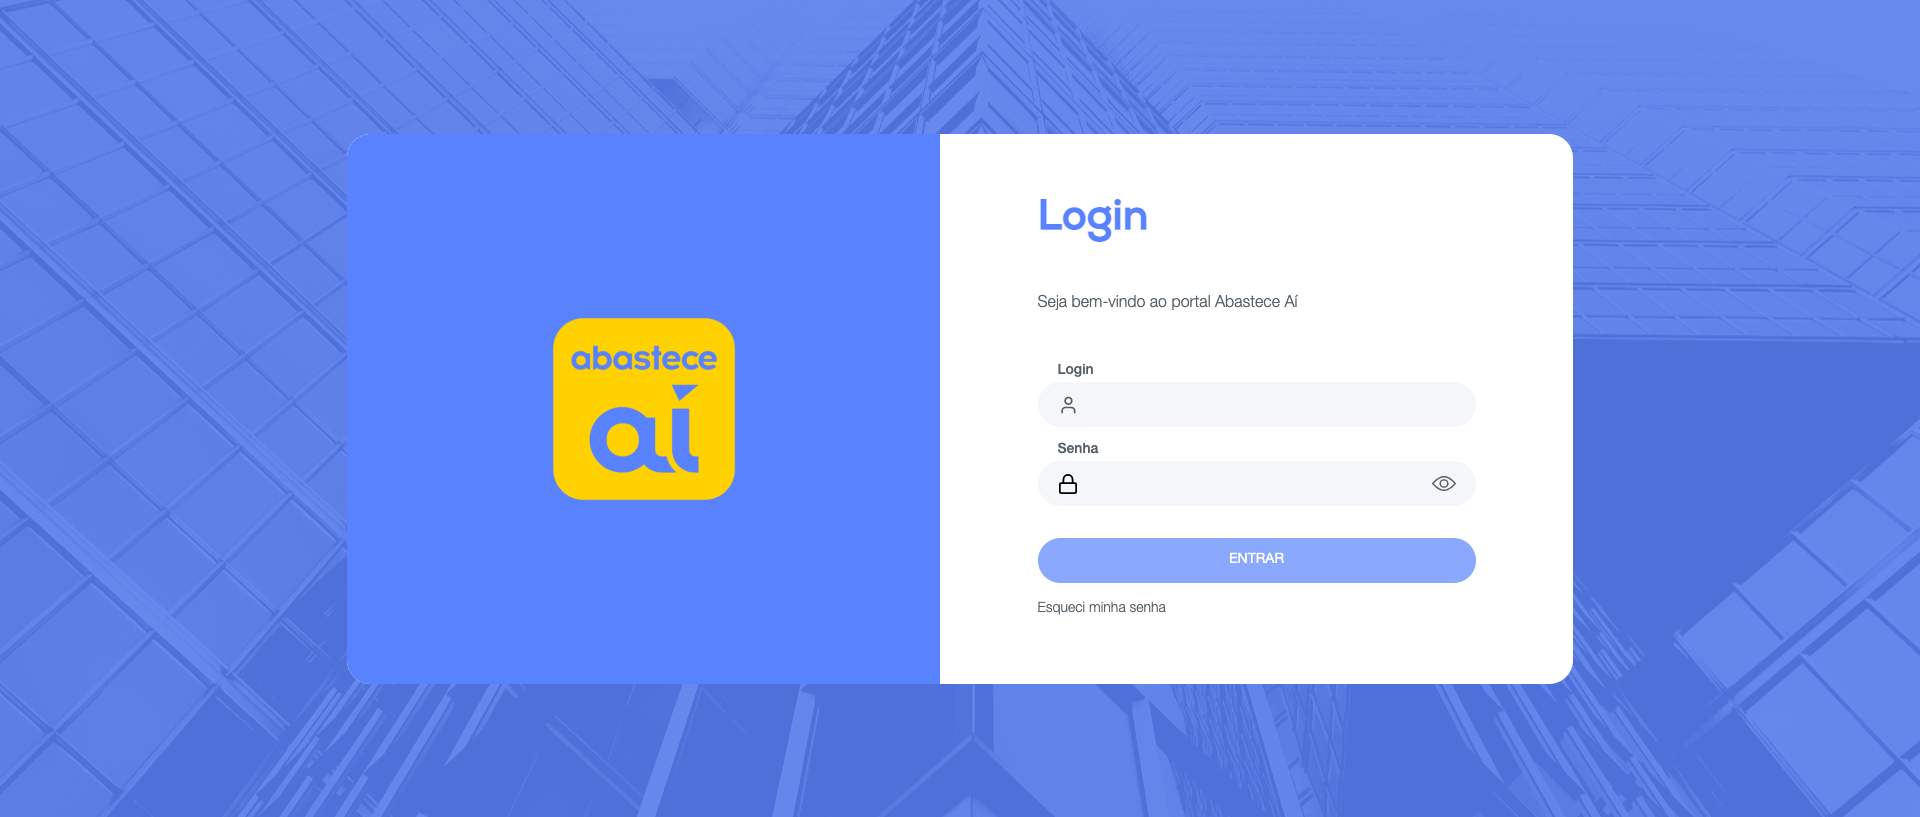 abastece
aí
Login
Seja bem-vindo ao portal Abastece Aí
Login
Senha
ENTRAR
Esqueci minha senha